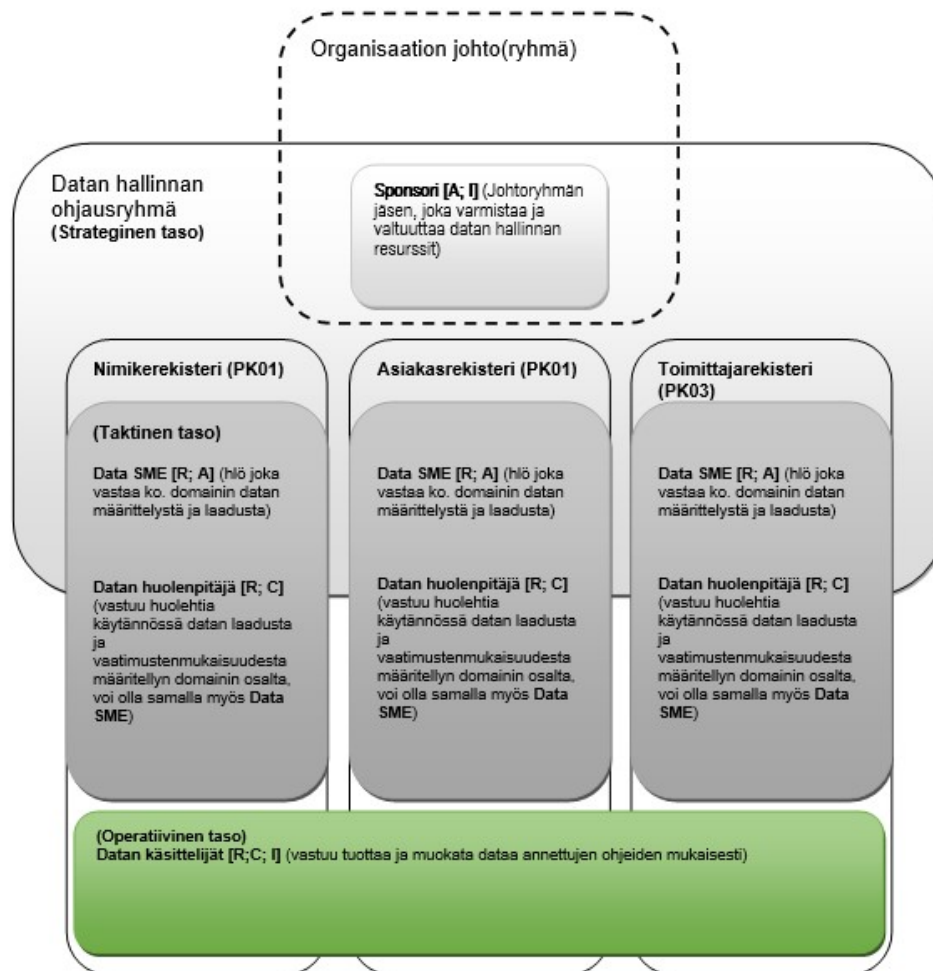 Organisaation johto(ryhmä)
Datan hallinnan
ohjausryhmä
(Strateginen taso)
Sponsori [A; I] (Johtoryhmän
jäsen, joka varmistaa ja
valtuuttaa datan hallinnan
resurssit)
Nimikerekisteri (PK01)
(Taktinen taso)
Data SME [R; A] (hlö joka
vastaa ko. domainin datan
määrittelystä ja laadusta)
Datan huolenpitäjä [R; C]
(vastuu huolehtia
käytännössä datan laadusta
ja
vaatimustenmukaisuudesta
määritellyn domainin osalta,
voi olla samalla myös Data
SME)
Asiakasrekisteri (PK01)
Data SME [R; A] (hlö joka
vastaa ko. domainin datan
määrittelystä ja laadusta)
Datan huolenpitäjä [R; C]
(vastuu huolehtia
käytännössä datan laadusta
ja
vaatimustenmukaisuudesta
määritellyn domainin osalta,
voi olla samalla myös Data
SME)
Toimittajarekisteri
(PK03)
Data SME [R; A] (hlö joka
vastaa ko. domainin datan
määrittelystä ja laadusta)
Datan huolenpitäjä [R; C]
(vastuu huolehtia
käytännössä datan laadusta
ja
vaatimustenmukaisuudesta
määritellyn domainin osalta,
voi olla samalla myös Data
SME)
(Operatiivinen taso)
Datan käsittelijät [R;C; I] (vastuu tuottaa ja muokata dataa annettujen ohjeiden mukaisesti)